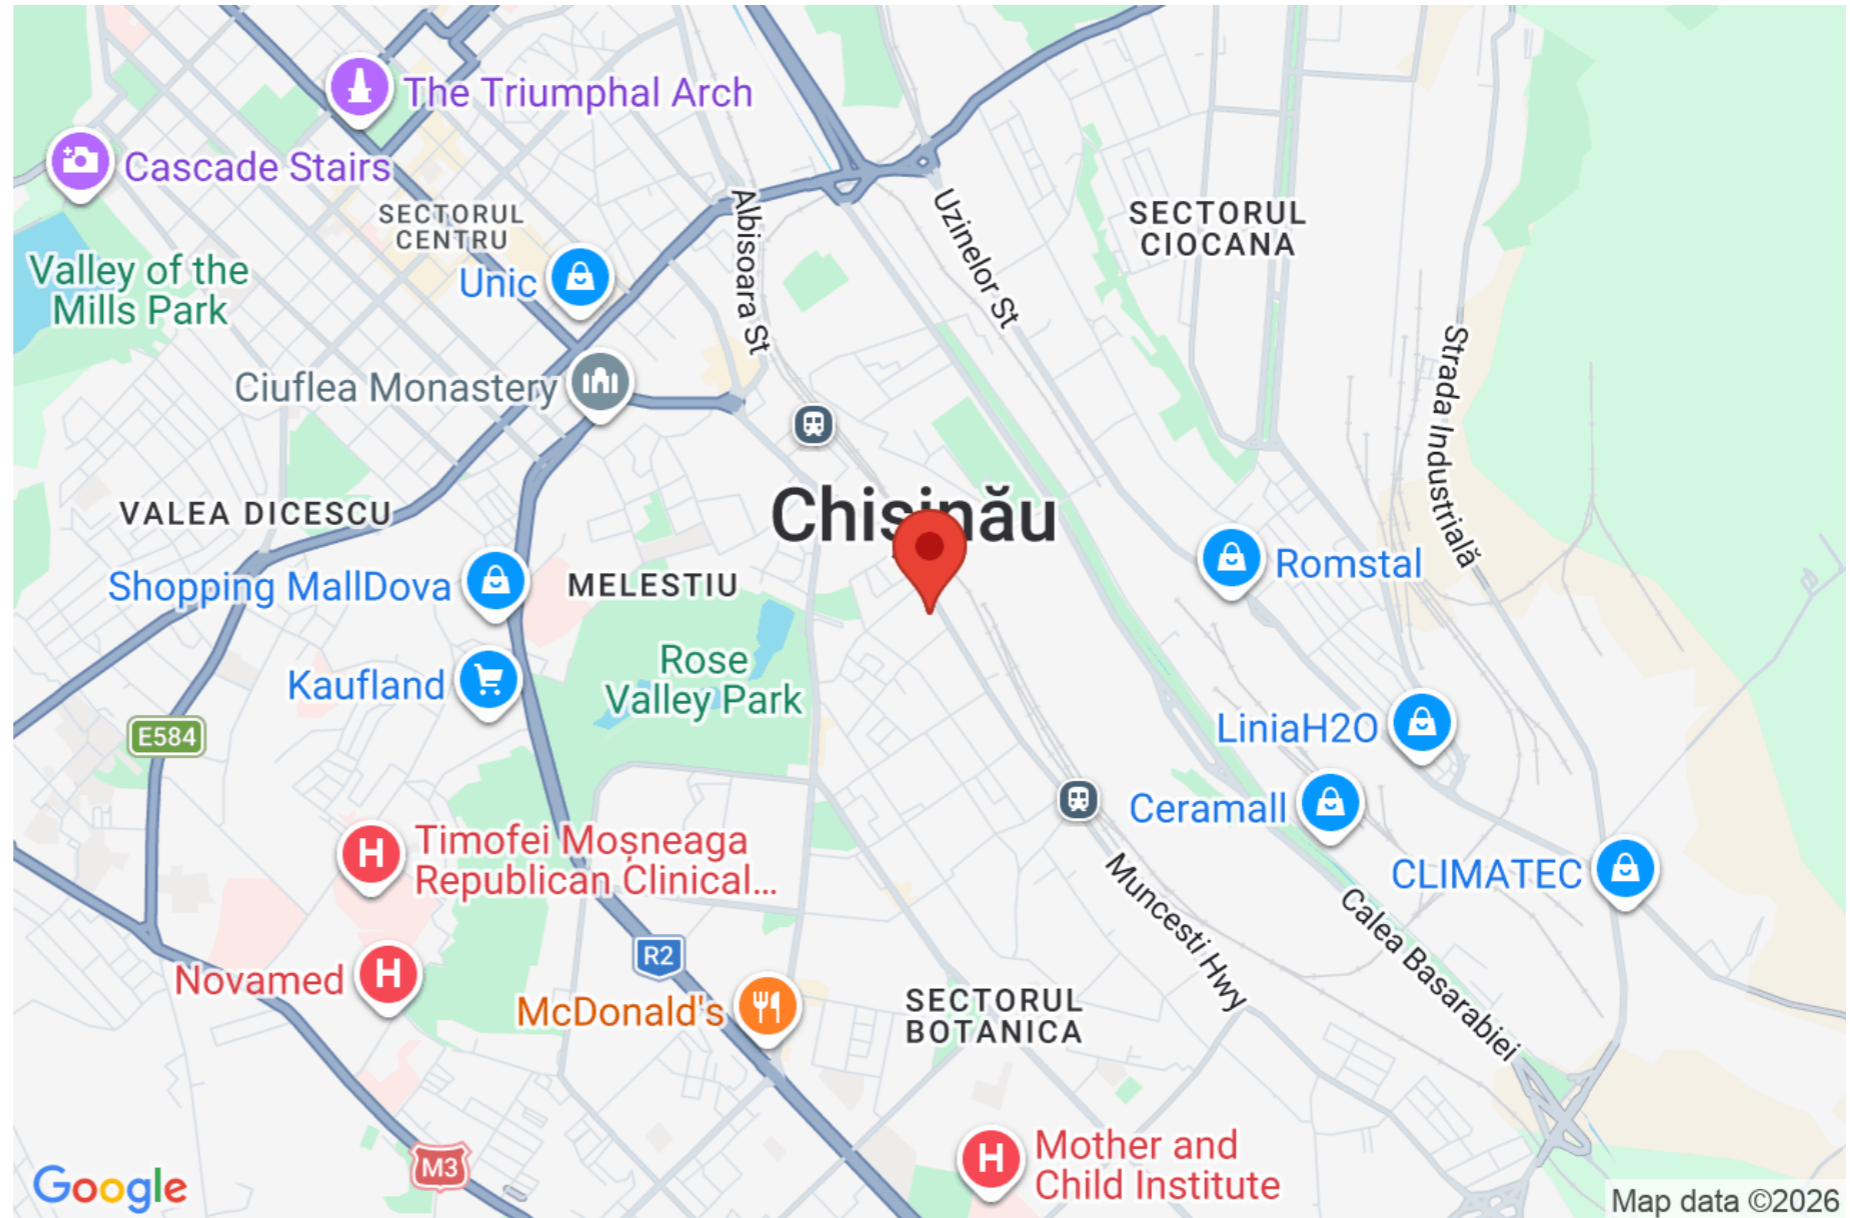 The Triumphal Arch
Cascade Stairs
SECTORUL
CENTRU
Valley of the
Mills Park
Unic
Albisoara St
Uzinelor St
SECTORUL
CIOCANA
Ciuflea Monastery
Strada Industrială
VALEA DICESCU
Chișinău
Shopping MallDova
MELESTIU
Romstal
Rose
Valley Park
Kaufland
E584
LiniaH2O
Ceramall
Timofei Moșneaga
Republican Clinical...
CLIMATEC
Muncesti Hwy
Calea Basarabiei
R2
Novamed
McDonald's
SECTORUL
BOTANICA
M3
Mother and
Child Institute
Google
Map data ©2026